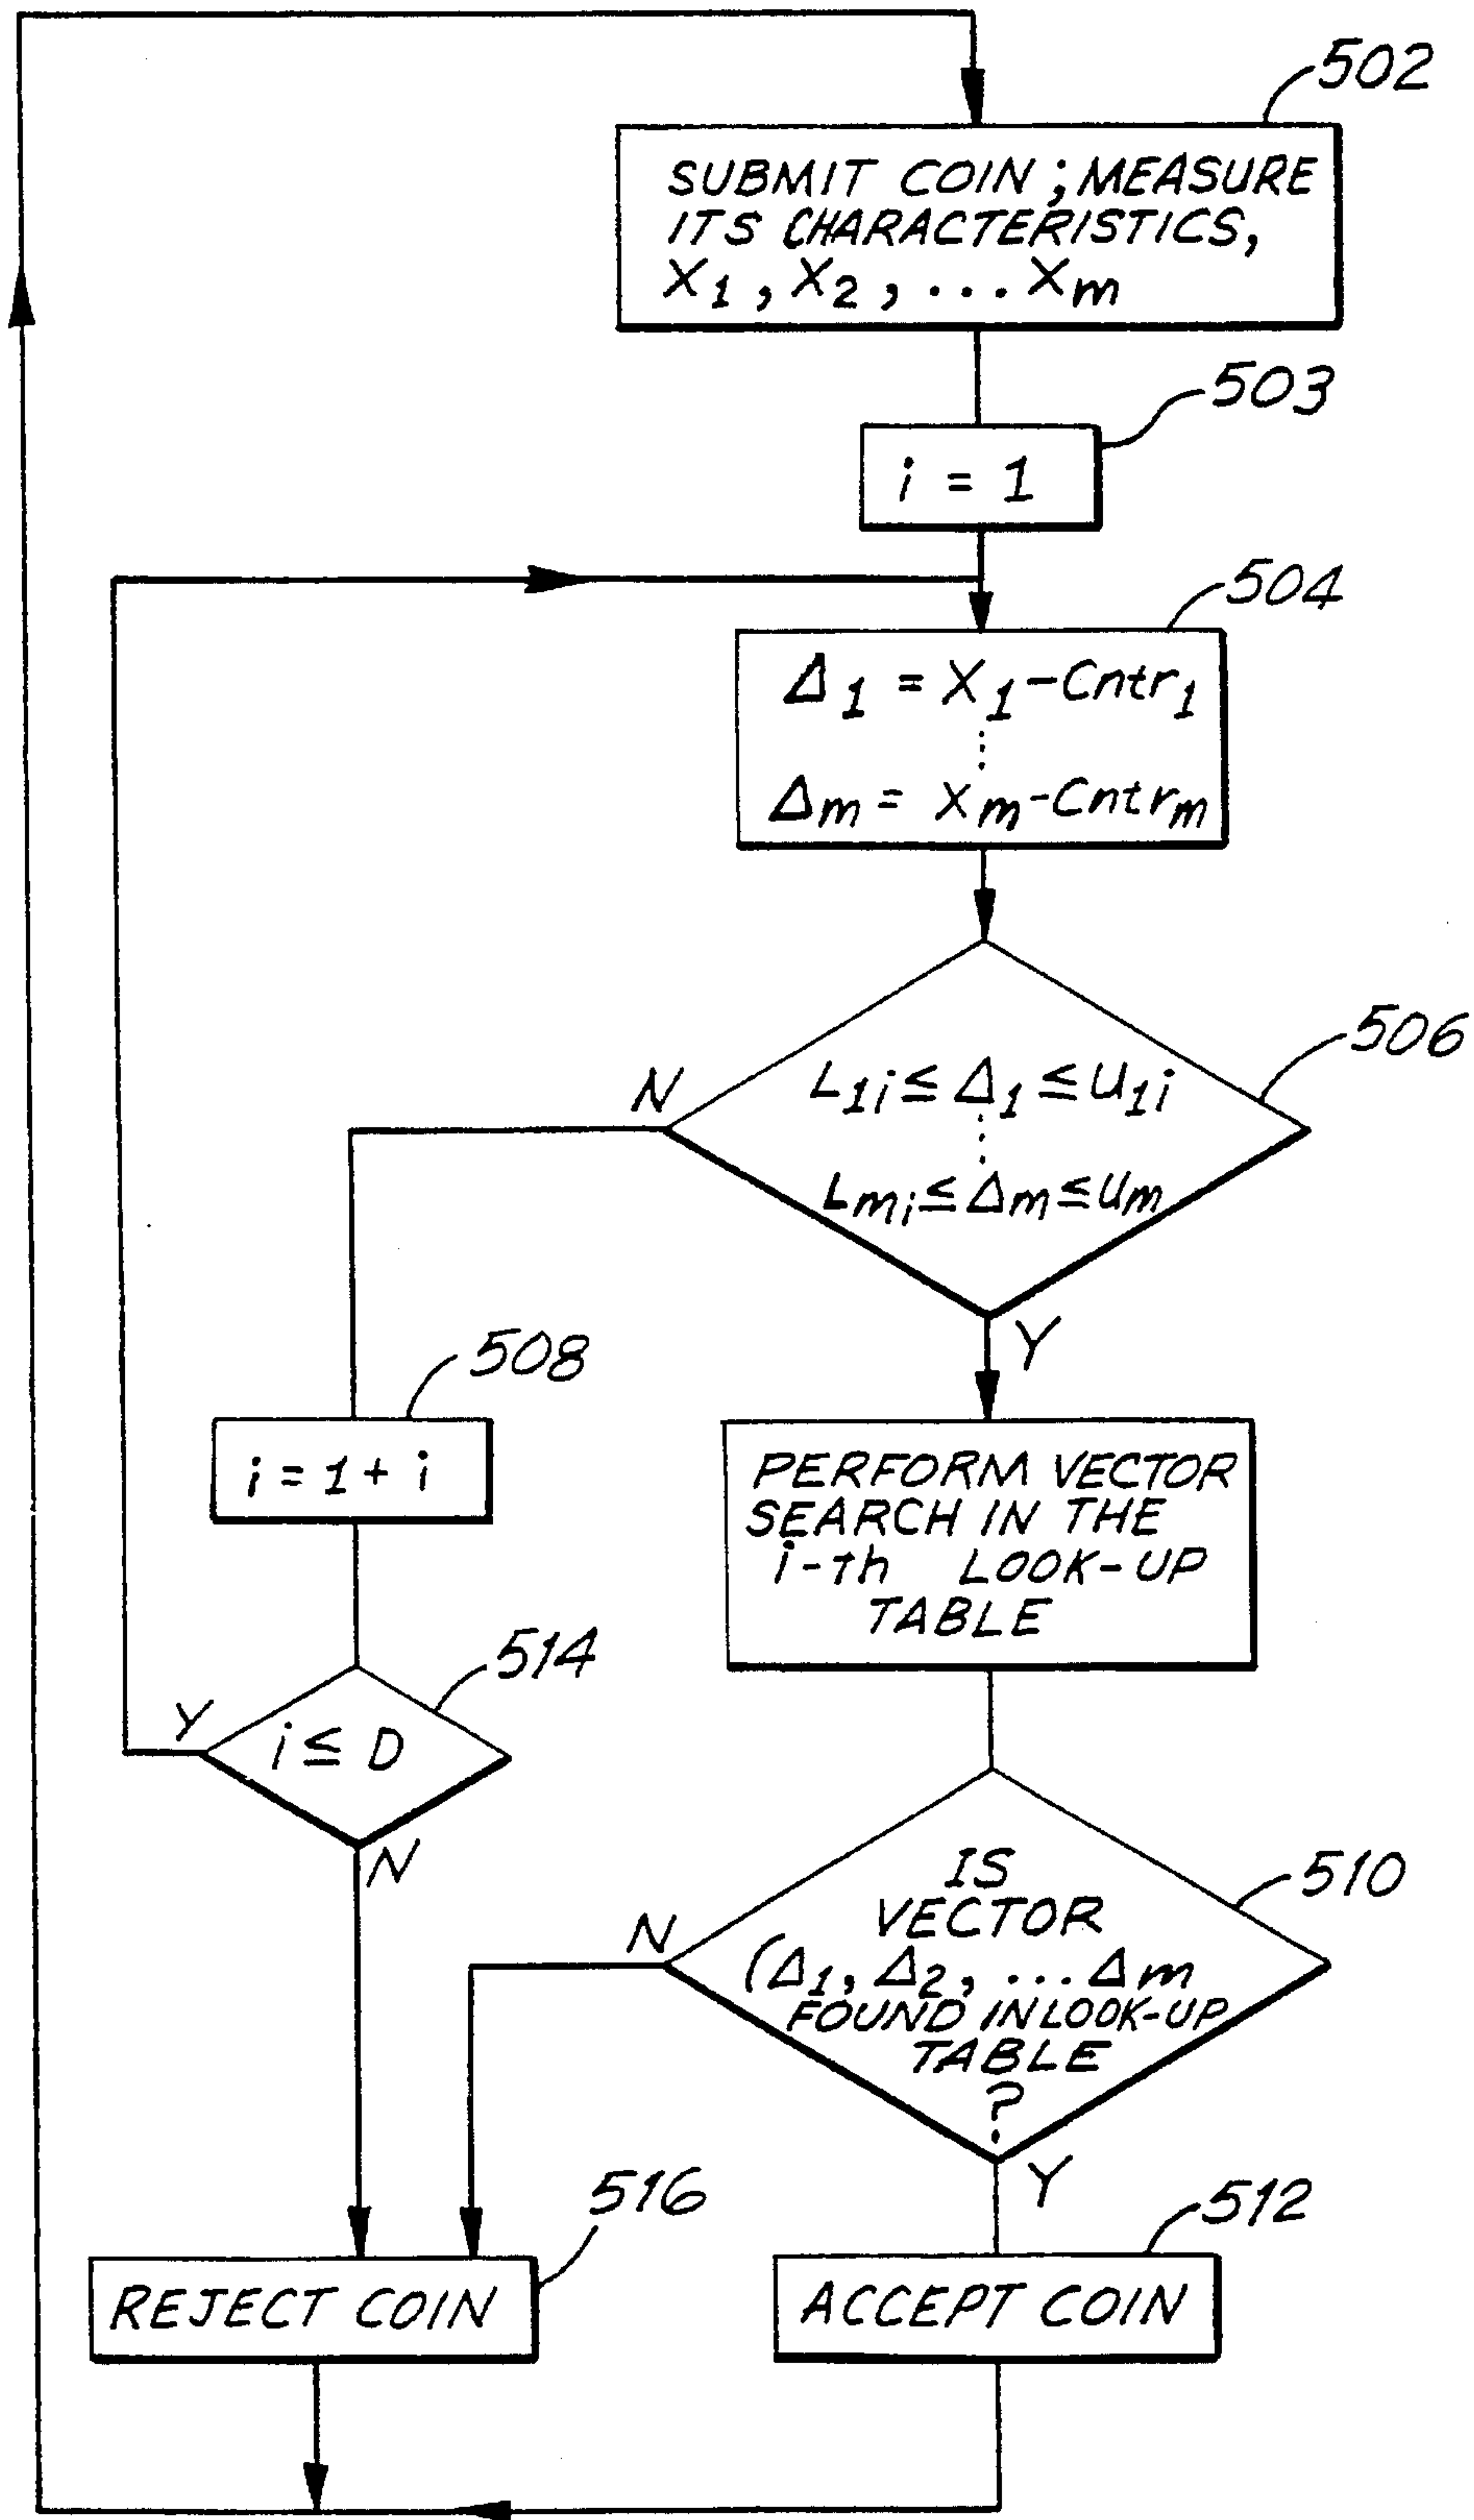 502
SUBMIT COIN ; MEASURE
ITS CHARACTERISTICS,
X₁, X₂, ... Xm
503
i = 1
504
Δ₁ = X₁-Cntr₁
⋮
Δm = Xm-Cntrm
506
N
L₁i ≤ Δ₁ ≤ U₁i
⋮
Lmi ≤ Δm ≤ Um
Y
508
i = 1 + i
PERFORM VECTOR
SEARCH IN THE
i-th LOOK-UP
TABLE
514
Y
i ≤ D
N
510
N
IS
VECTOR
(Δ₁, Δ₂, ... Δm
FOUND IN LOOK-UP
TABLE
?
Y
516
REJECT COIN
512
ACCEPT COIN